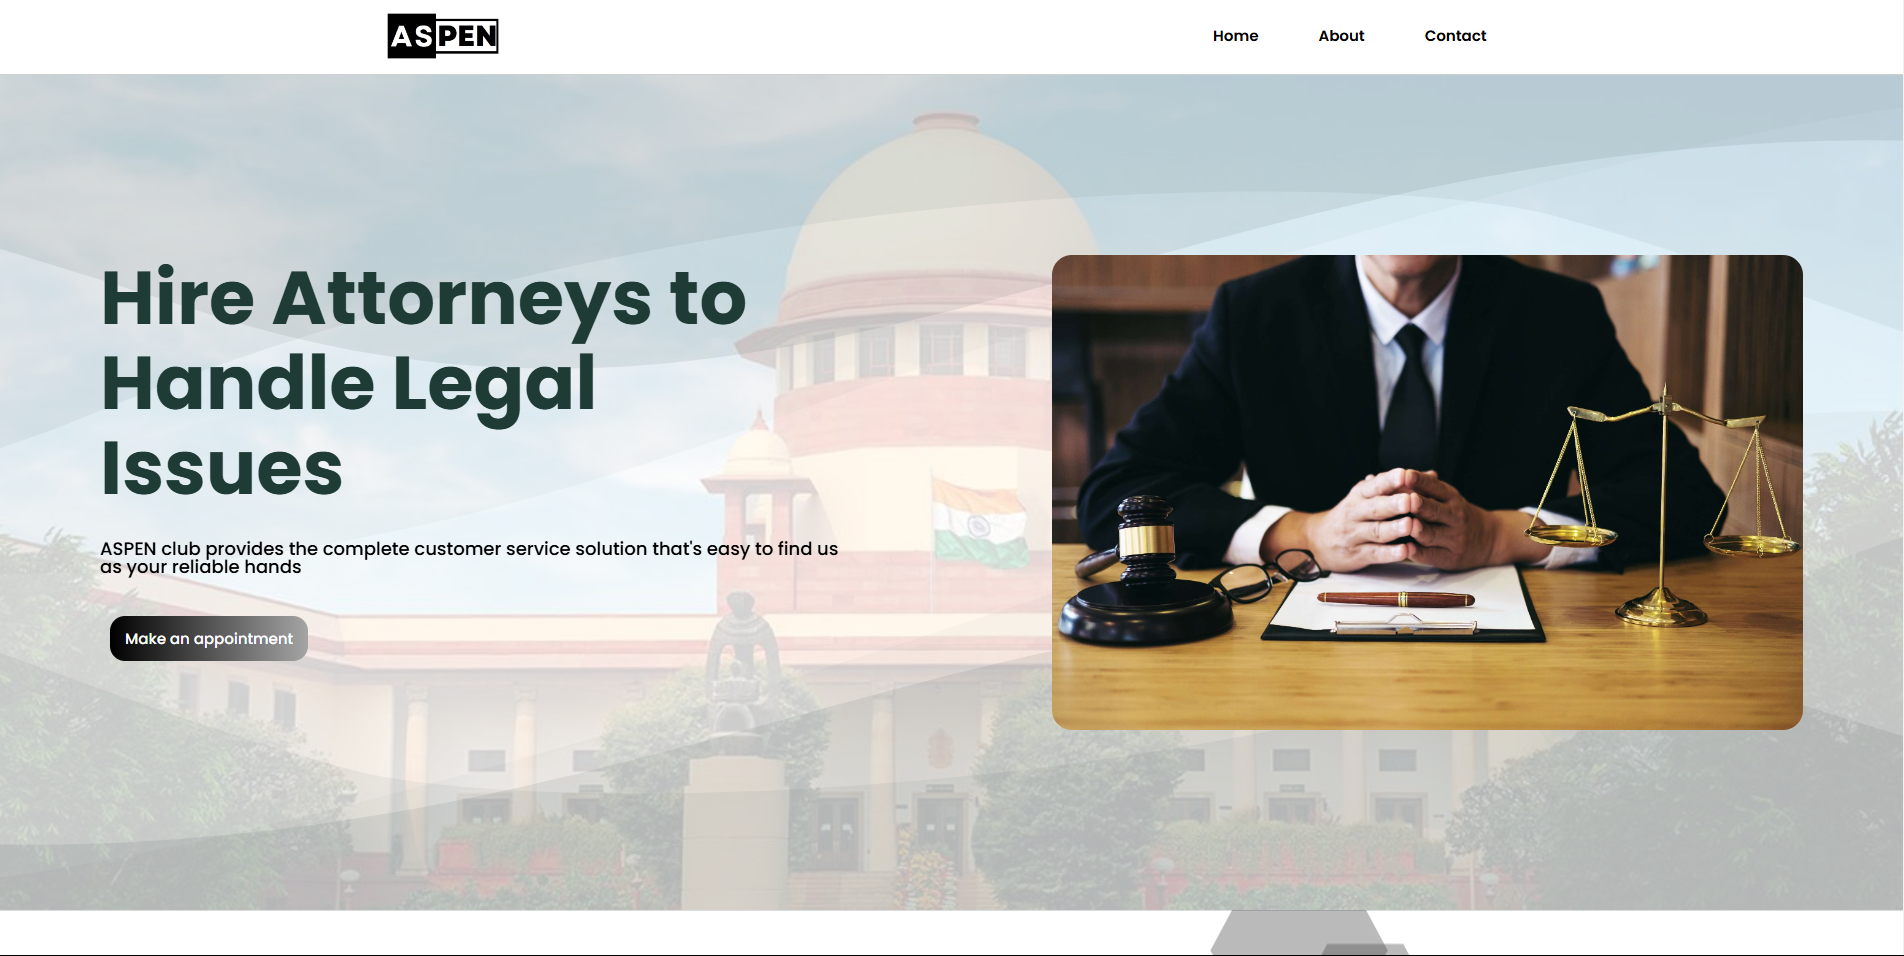 ASPEN
Home
About
Contact
Hire Attorneys to
Handle Legal
Issues
ASPEN club provides the complete customer service solution that's easy to find us
as your reliable hands
Make an appointment